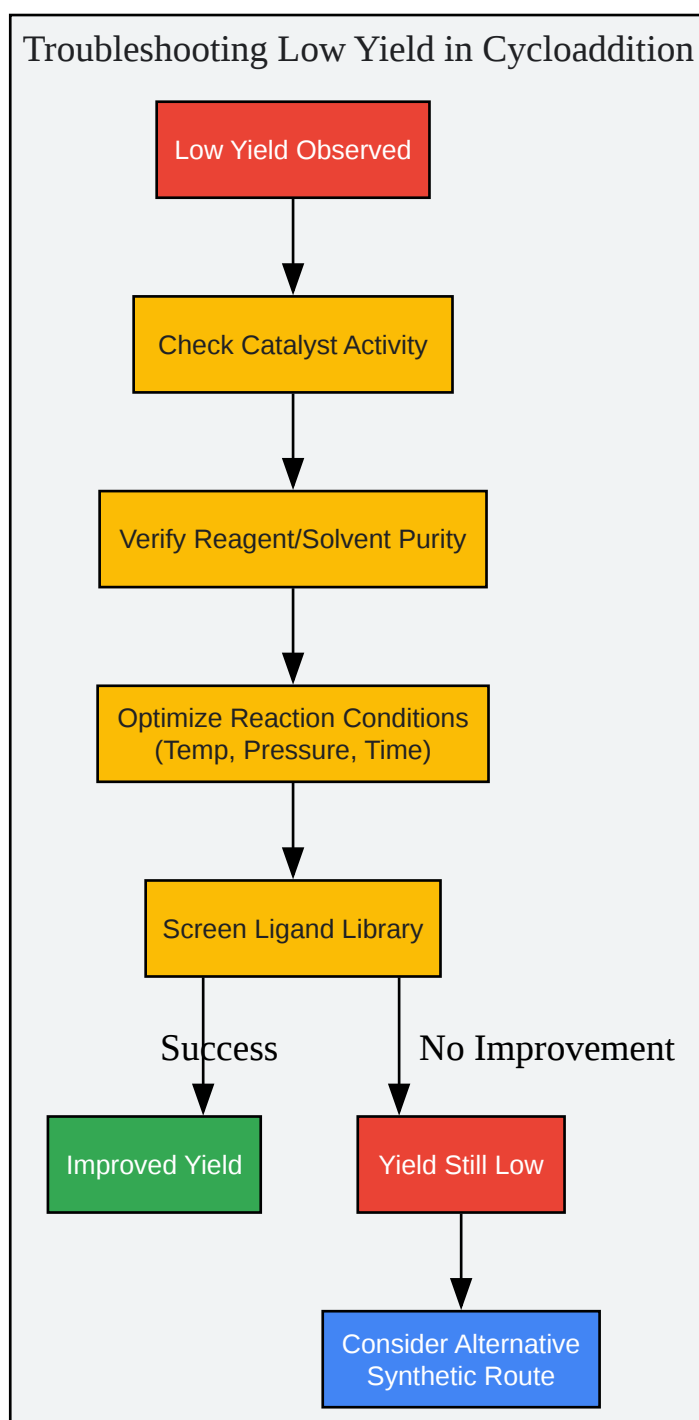 Troubleshooting Low Yield in Cycloaddition
Low Yield Observed
Check Catalyst Activity
Verify Reagent/Solvent Purity
Optimize Reaction Conditions
(Temp, Pressure, Time)
Screen Ligand Library
Success
No Improvement
Improved Yield
Yield Still Low
Consider Alternative
Synthetic Route